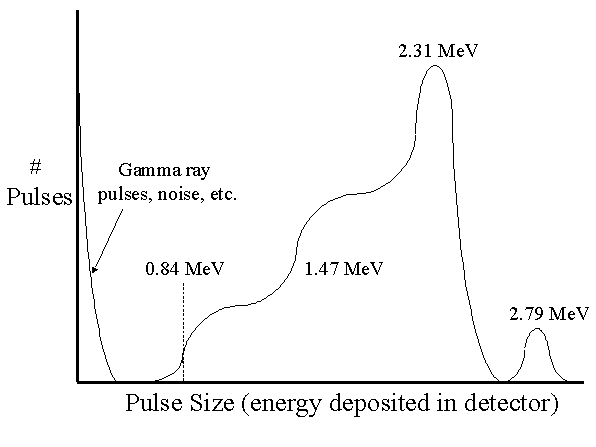 2.31 MeV
#
Pulses
Gamma ray
pulses, noise, etc.
0.84 MeV
1.47 MeV
2.79 MeV
Pulse Size (energy deposited in detector)